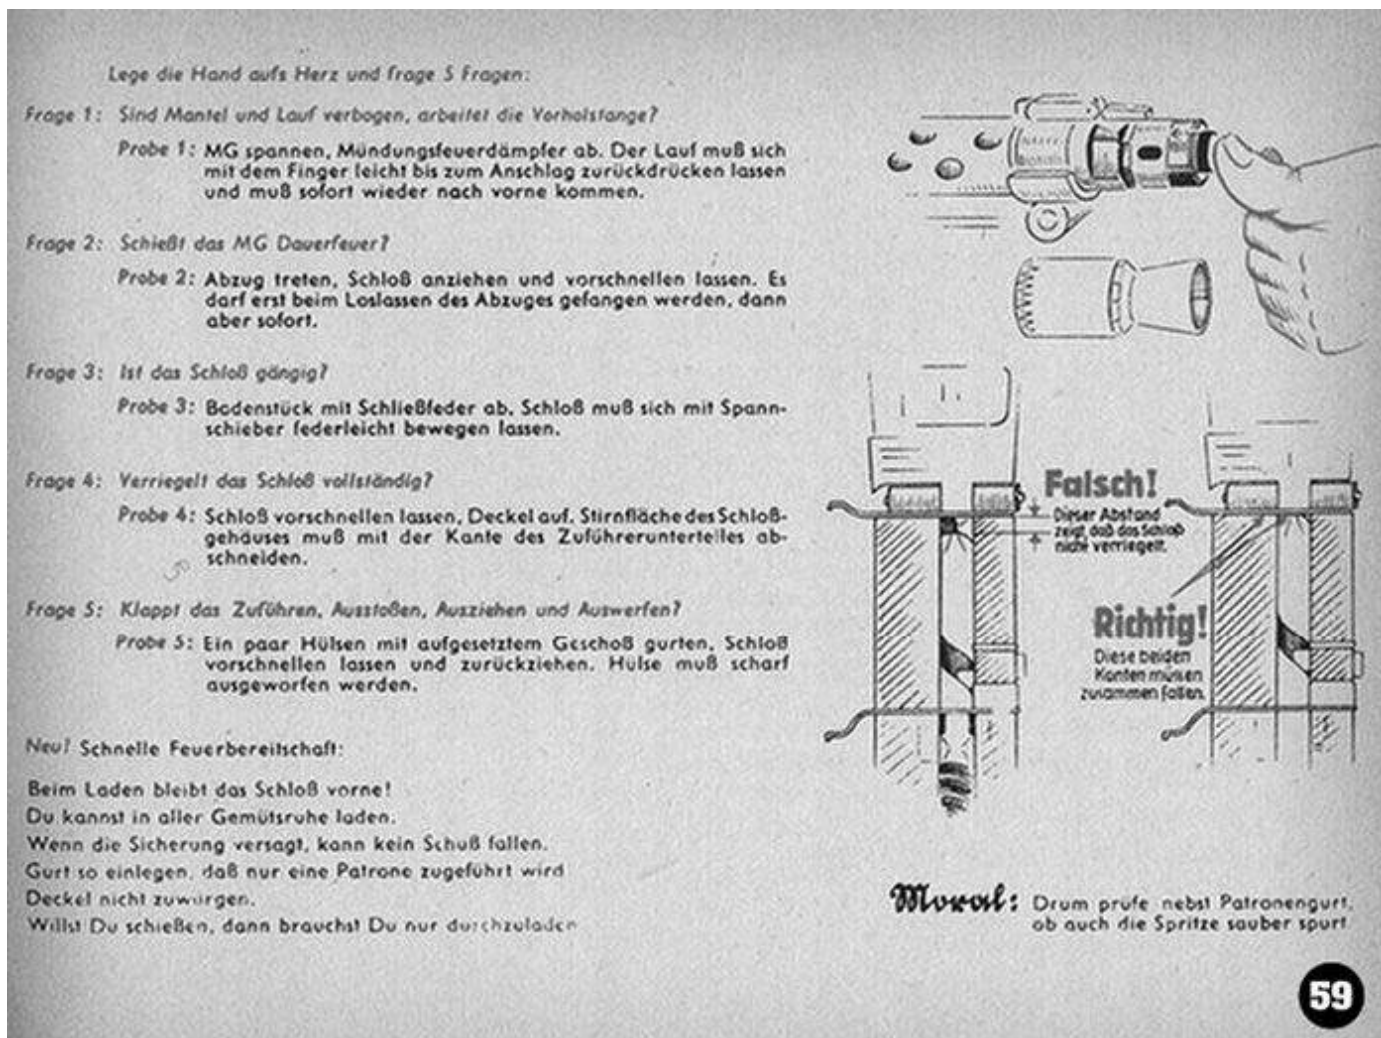 Lege die Hand aufs Herz und frage 5 Fragen:
Frage 1: Sind Mantel und Lauf verbogen, arbeitet die Vorholstange?
Probe 1: MG spannen, Mündungsfeuerdämpfer ab. Der Lauf muß sich
mit dem Finger leicht bis zum Anschlag zurückdrücken lassen
und muß sofort wieder nach vorne kommen.
Frage 2: Schießt das MG Dauerfeuer?
Probe 2: Abzug treten, Schloß anziehen und vorschnellen lassen. Es
darf erst beim Loslassen des Abzuges gefangen werden, dann
aber sofort.
Frage 3: Ist das Schloß gängig?
Probe 3: Bodenstück mit Schließfeder ab. Schloß muß sich mit Spann-
schieber federleicht bewegen lassen.
Frage 4: Verriegelt das Schloß vollständig?
Probe 4: Schloß vorschnellen lassen, Deckel auf. Stirnfläche des Schloß-
gehäuses muß mit der Kante des Zuführerunterteiles ab-
schneiden.
Frage 5: Klappt das Zuführen, Ausstoßen, Ausziehen und Auswerfen?
Probe 5: Ein paar Hülsen mit aufgesetztem Geschoß gurten, Schloß
vorschnellen lassen und zurückziehen. Hülse muß scharf
ausgeworfen werden.
Neu! Schnelle Feuerbereitschaft:
Beim Laden bleibt das Schloß vorne!
Du kannst in aller Gemütsruhe laden.
Wenn die Sicherung versagt, kann kein Schuß fallen.
Gurt so einlegen, daß nur eine Patrone zugeführt wird
Deckel nicht zuwürgen.
Willst Du schießen, dann brauchst Du nur durchzuladen
Falsch!
Dieser Abstand
zeigt, daß das Schloß
nicht verriegelt.
Richtig!
Diese beiden
Kanten müssen
zusammen fallen.
Moral: Drum prüfe nebst Patronengurt,
ob auch die Spritze sauber spurt.
59